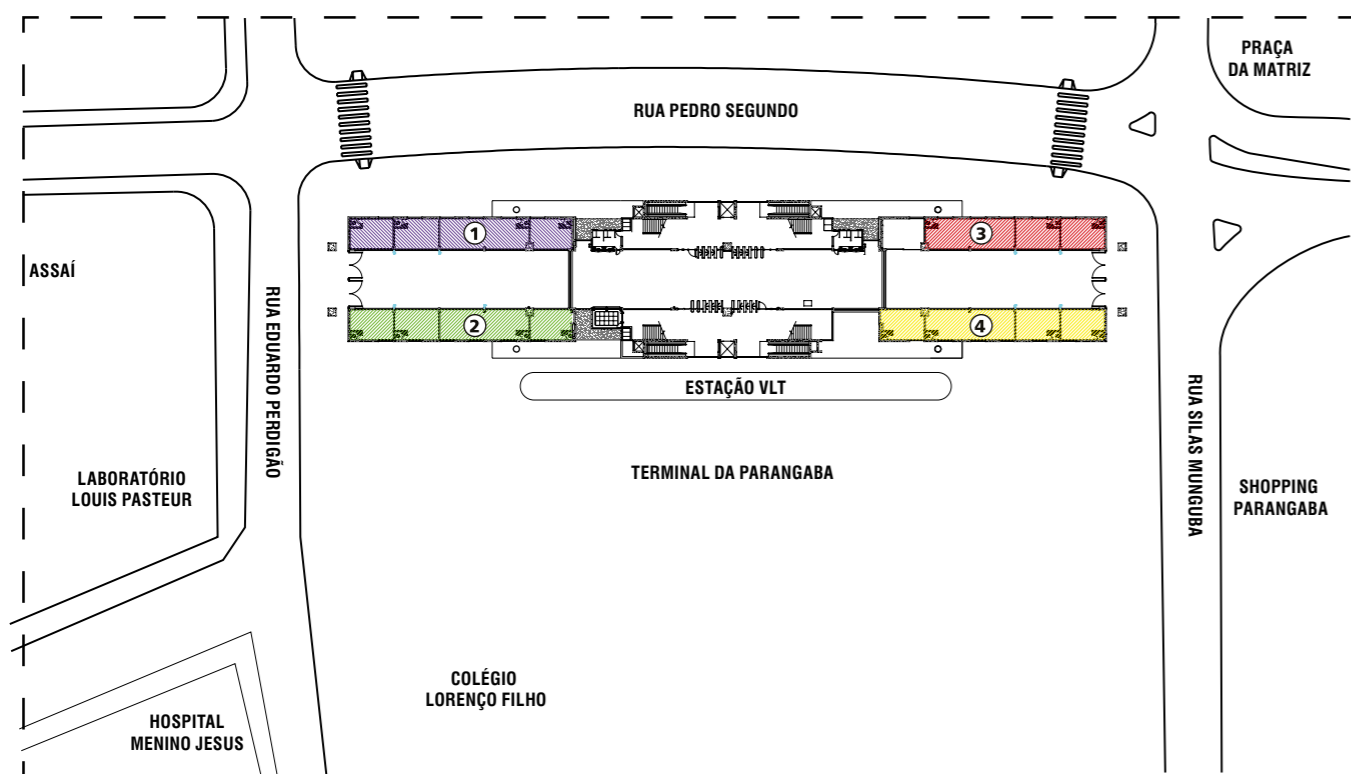 PRAÇA
DA MATRIZ
RUA PEDRO SEGUNDO
1
3
ASSAÍ
RUA EDUARDO PERDIGÃO
2
4
ESTAÇÃO VLT
RUA SILAS MUNGUBA
TERMINAL DA PARANGABA
LABORATÓRIO
LOUIS PASTEUR
SHOPPING
PARANGABA
COLÉGIO
LORENÇO FILHO
HOSPITAL
MENINO JESUS